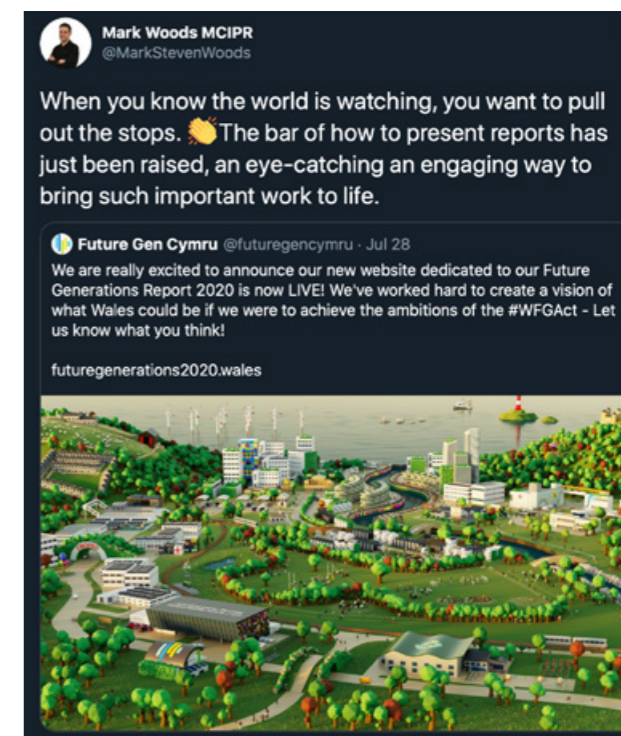 Mark Woods MCIPR
@MarkStevenWoods
When you know the world is watching, you want to pull
out the stops. 👏The bar of how to present reports has
just been raised, an eye-catching an engaging way to
bring such important work to life.
Future Gen Cymru @futuregencymru · Jul 28
We are really excited to announce our new website dedicated to our Future
Generations Report 2020 is now LIVE! We've worked hard to create a vision of
what Wales could be if we were to achieve the ambitions of the #WFGAct - Let
us know what you think!
futuregenerations2020.wales